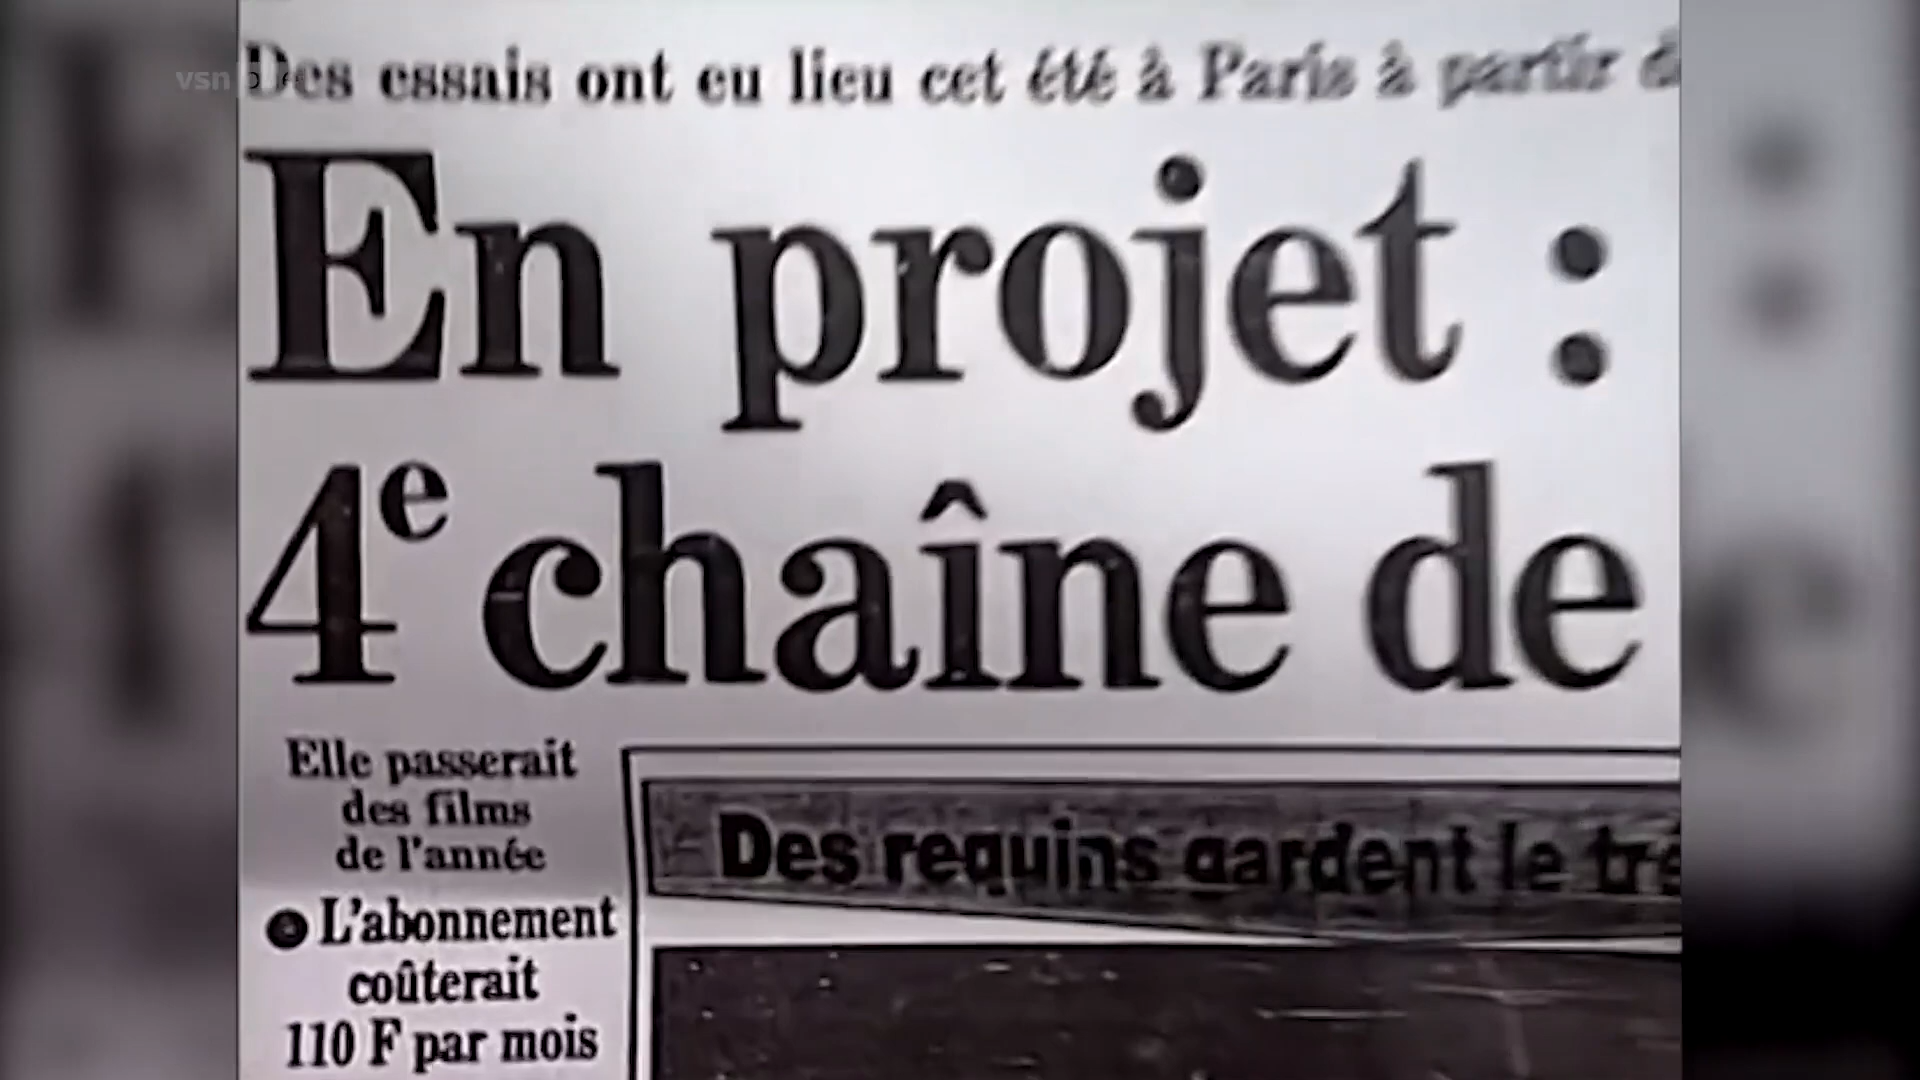 Des essais ont eu lieu cet été à Paris à partir
En projet :
4e chaîne de
Elle passerait
des films
de l'année
L'abonnement
coûterait
110 F par mois
Des requins gardent le
vsn